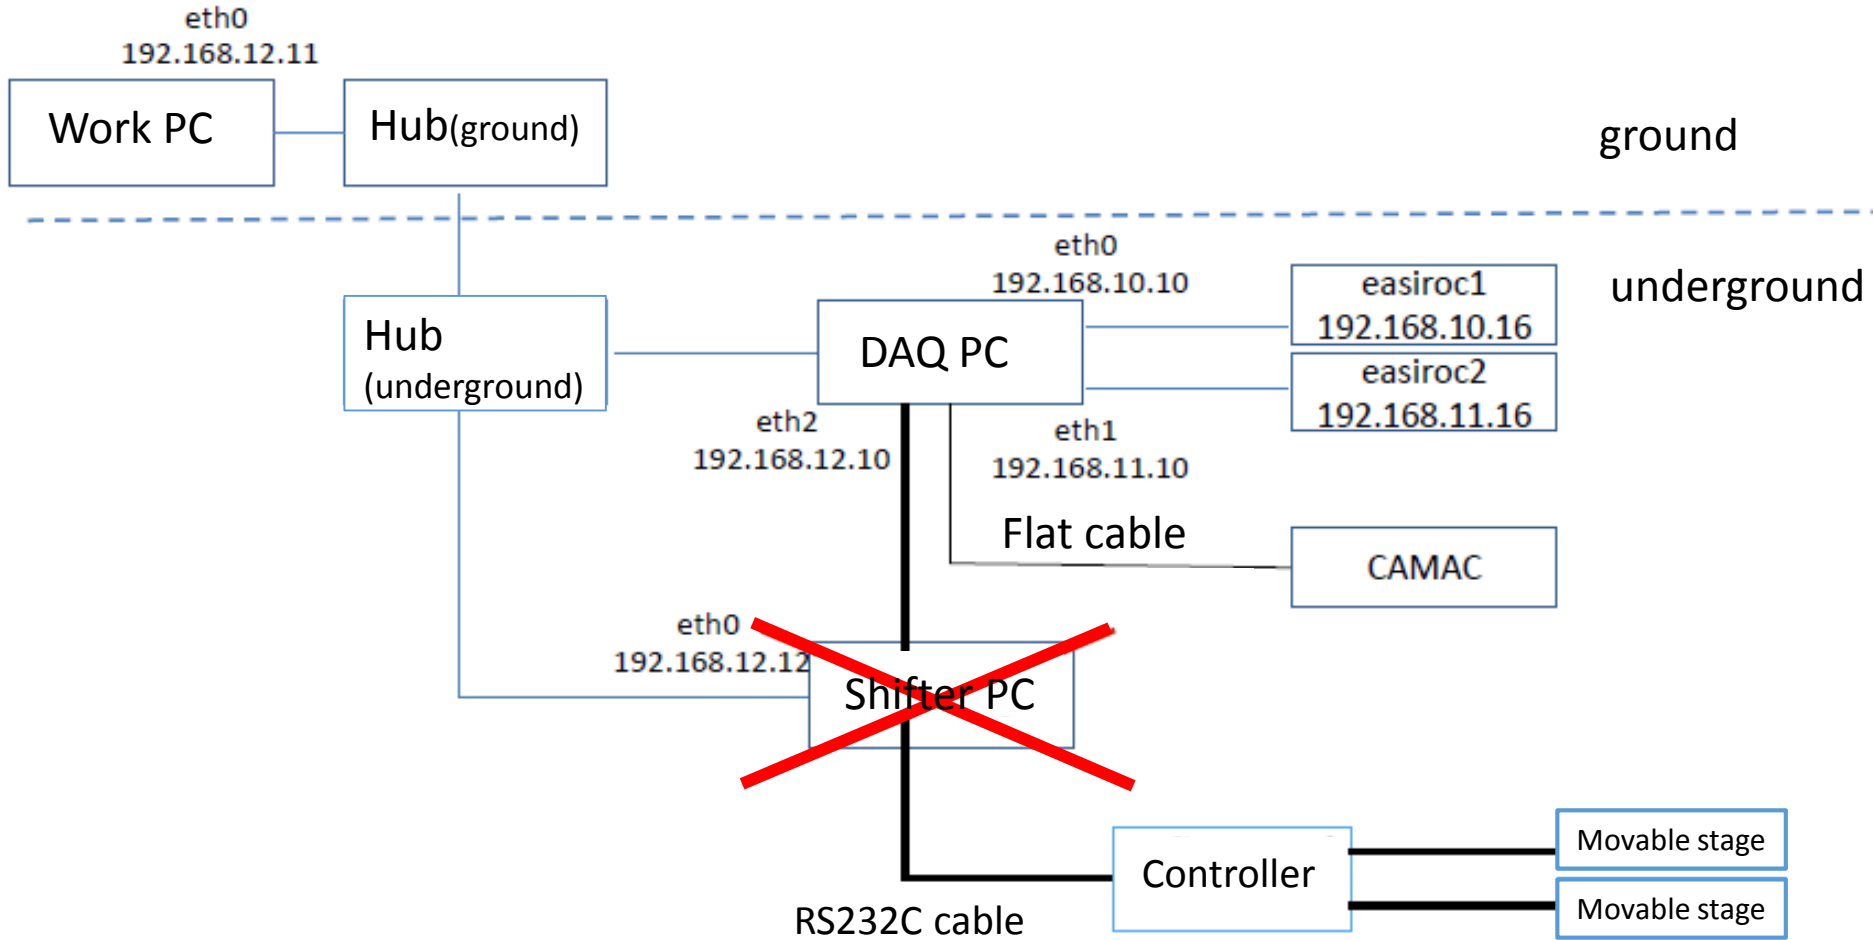 eth0
192.168.12.11
Work PC
Hub(ground)
ground
eth0
192.168.10.10
easiroc1
192.168.10.16
underground
Hub
(underground)
DAQ PC
easiroc2
192.168.11.16
eth2
192.168.12.10
eth1
192.168.11.10
Flat cable
CAMAC
eth0
192.168.12.12
Shifter PC
Movable stage
Controller
Movable stage
RS232C cable